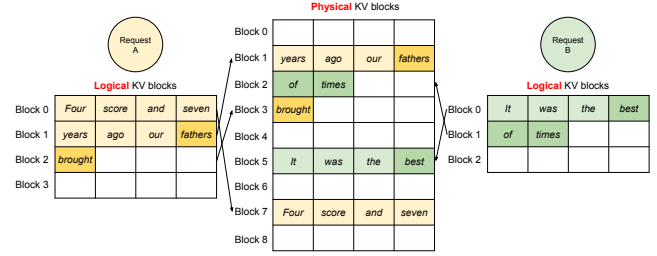 Physical KV blocks
Request
A
Request
B
Logical KV blocks
Block 0 Four score and seven
Block 1 years ago our fathers
Block 2 brought
Block 3
Block 0
Block 1 years ago our fathers
Block 2 of times
Block 3 brought
Block 4
Block 5 It was the best
Block 6
Block 7 Four score and seven
Block 8
Logical KV blocks
Block 0 It was the best
Block 1 of times
Block 2